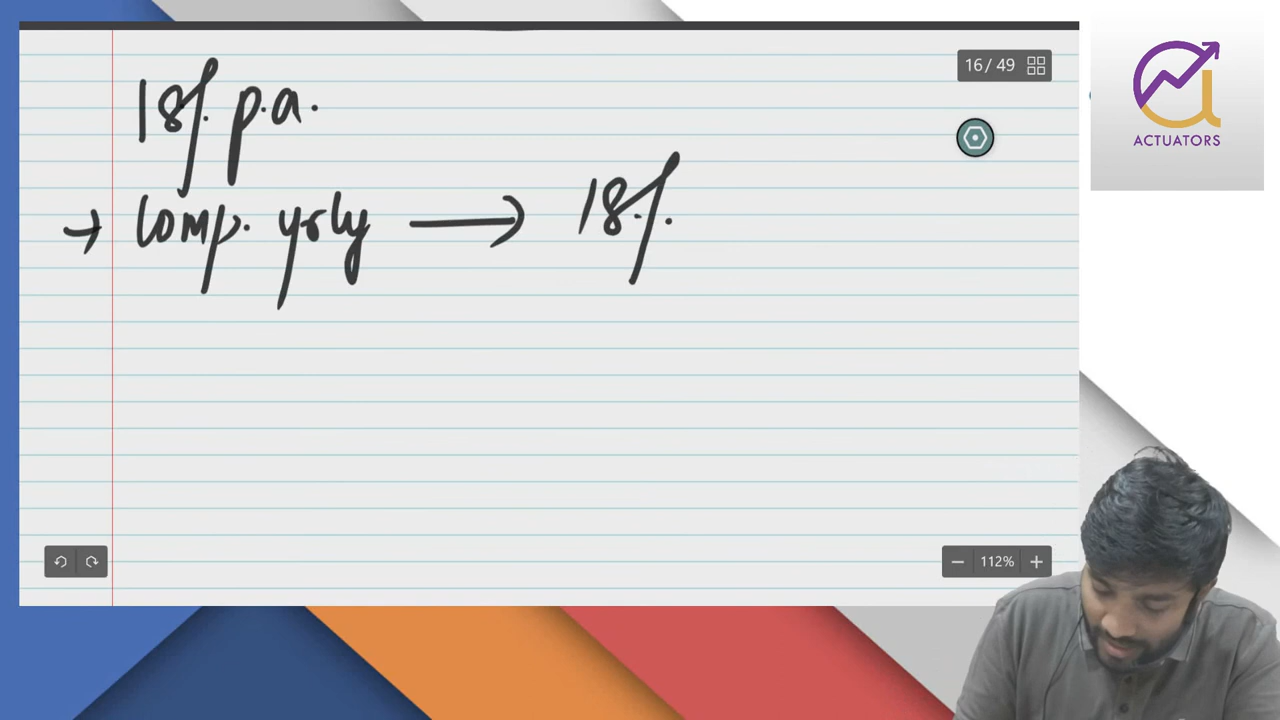 18% p.a.
→ Comp. yrly ⟶ 18%.
16 / 49
ACTUATORS
112%